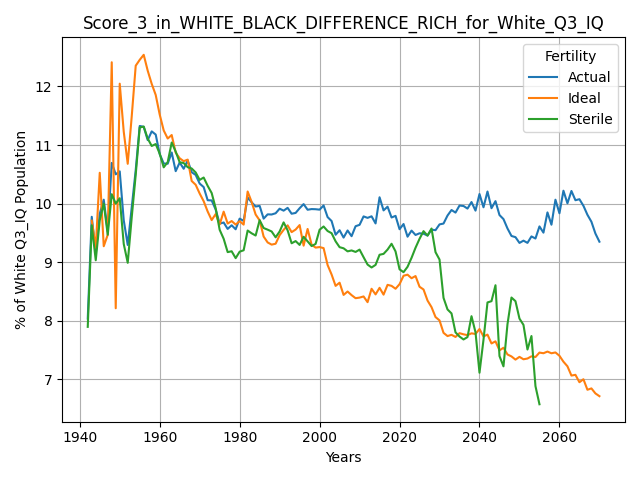 Score_3_in_WHITE_BLACK_DIFFERENCE_RICH_for_White_Q3_IQ
Fertility
Actual
Ideal
Sterile
% of White Q3_IQ Population
12
11
10
9
8
7
1940 1960 1980 2000 2020 2040 2060
Years